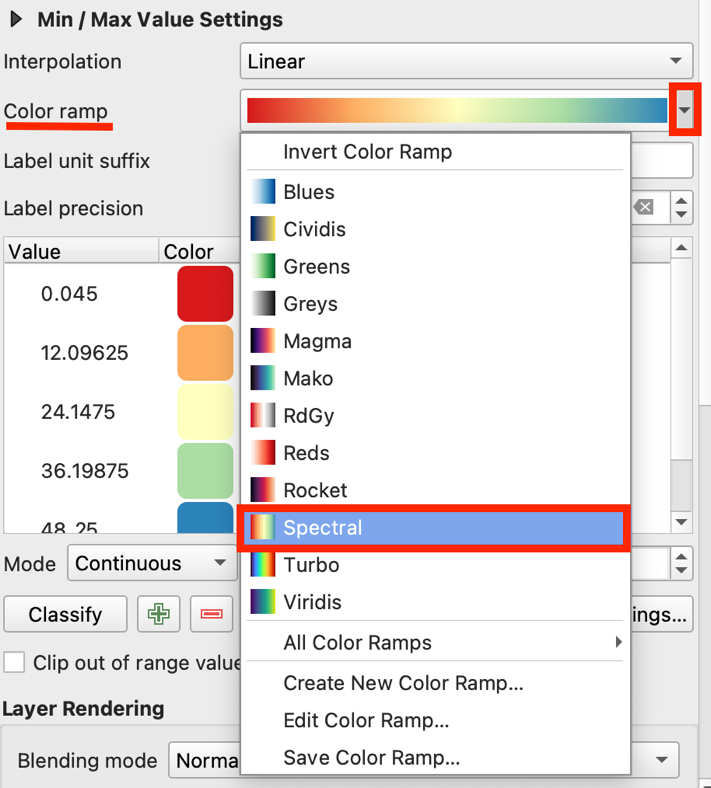 Min / Max Value Settings
Interpolation Linear
Color ramp
Invert Color Ramp
Label unit suffix
Blues
Label precision
Cividis
Value Color
Greens
0.045
Greys
Magma
12.09625
Mako
24.1475
RdGy
Reds
36.19875
Rocket
48.25
Spectral
Mode Continuous
Turbo
Viridis
Classify
ings...
All Color Ramps
Clip out of range value
Create New Color Ramp...
Layer Rendering
Edit Color Ramp...
Blending mode Norma
Save Color Ramp...